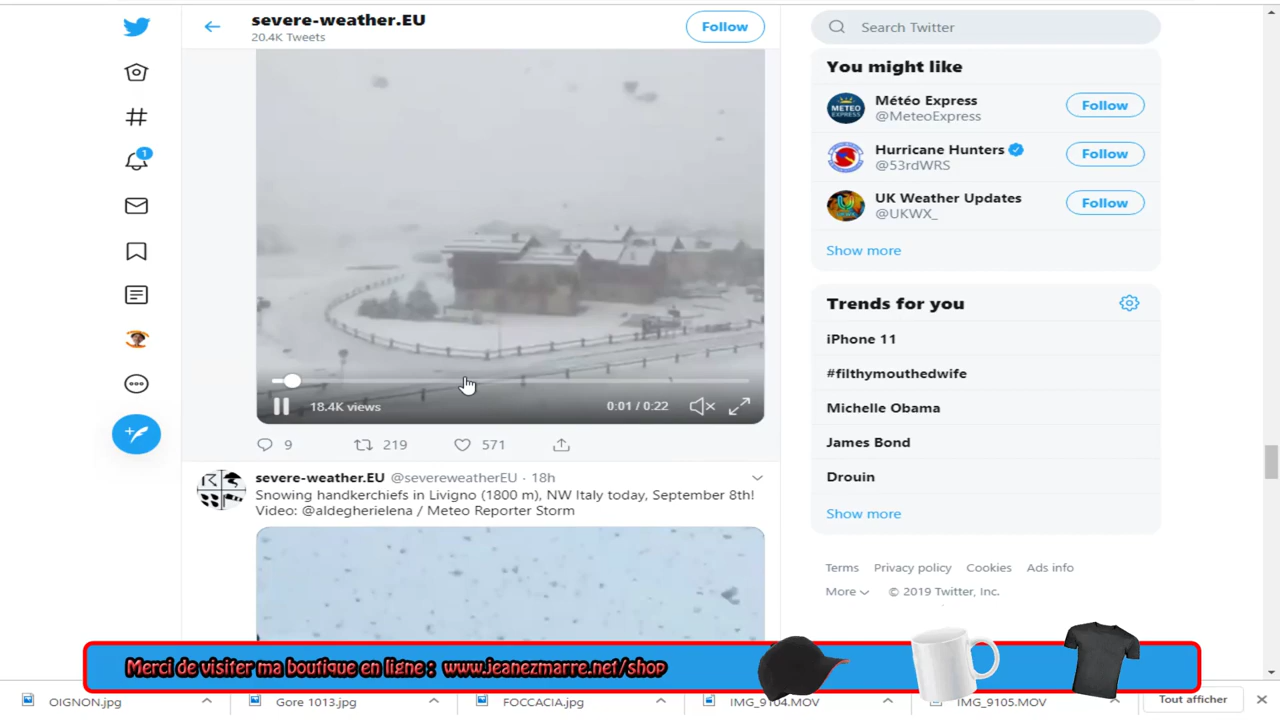 severe-weather.EU
20.4K Tweets
Follow
Search Twitter
You might like
Météo Express
@MeteoExpress
Follow
Hurricane Hunters
@53rdWRS
Follow
UK Weather Updates
@UKWX_
Follow
Show more
Trends for you
iPhone 11
#filthymouthedwife
Michelle Obama
James Bond
Drouin
Show more
Terms Privacy policy Cookies Ads info
More © 2019 Twitter, Inc.
1
18.4K views
0:01 / 0:22
9 219 571
severe-weather.EU @severeweatherEU · 18h
Snowing handkerchiefs in Livigno (1800 m), NW Italy today, September 8th!
Video: @aldegherielena / Meteo Reporter Storm
Merci de visiter ma boutique en ligne : www.jeanezmarre.net/shop
OIGNON.jpg
Gore 1013.jpg
FOCCACIA.jpg
IMG_9104.MOV
IMG_9105.MOV
Tout afficher
METEO
EXPRESS